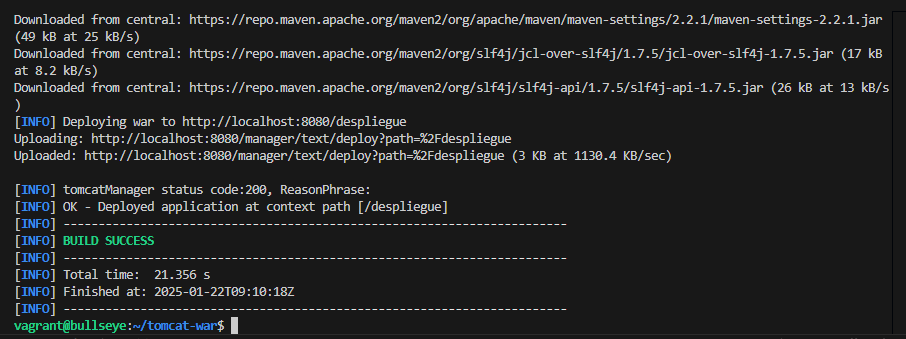 Downloaded from central: https://repo.maven.apache.org/maven2/org/apache/maven/maven-settings/2.2.1/maven-settings-2.2.1.jar
(49 kB at 25 kB/s)
Downloaded from central: https://repo.maven.apache.org/maven2/org/slf4j/jcl-over-slf4j/1.7.5/jcl-over-slf4j-1.7.5.jar (17 kB
at 8.2 kB/s)
Downloaded from central: https://repo.maven.apache.org/maven2/org/slf4j/slf4j-api/1.7.5/slf4j-api-1.7.5.jar (26 kB at 13 kB/s
)
[INFO] Deploying war to http://localhost:8080/despliegue
Uploading: http://localhost:8080/manager/text/deploy?path=%2Fdespliegue
Uploaded: http://localhost:8080/manager/text/deploy?path=%2Fdespliegue (3 KB at 1130.4 KB/sec)
[INFO] tomcatManager status code:200, ReasonPhrase:
[INFO] OK - Deployed application at context path [/despliegue]
[INFO] ------------------------------------------------------------------------
[INFO] BUILD SUCCESS
[INFO] ------------------------------------------------------------------------
[INFO] Total time:  21.356 s
[INFO] Finished at: 2025-01-22T09:10:18Z
[INFO] ------------------------------------------------------------------------
vagrant@bullseye:~/tomcat-war$